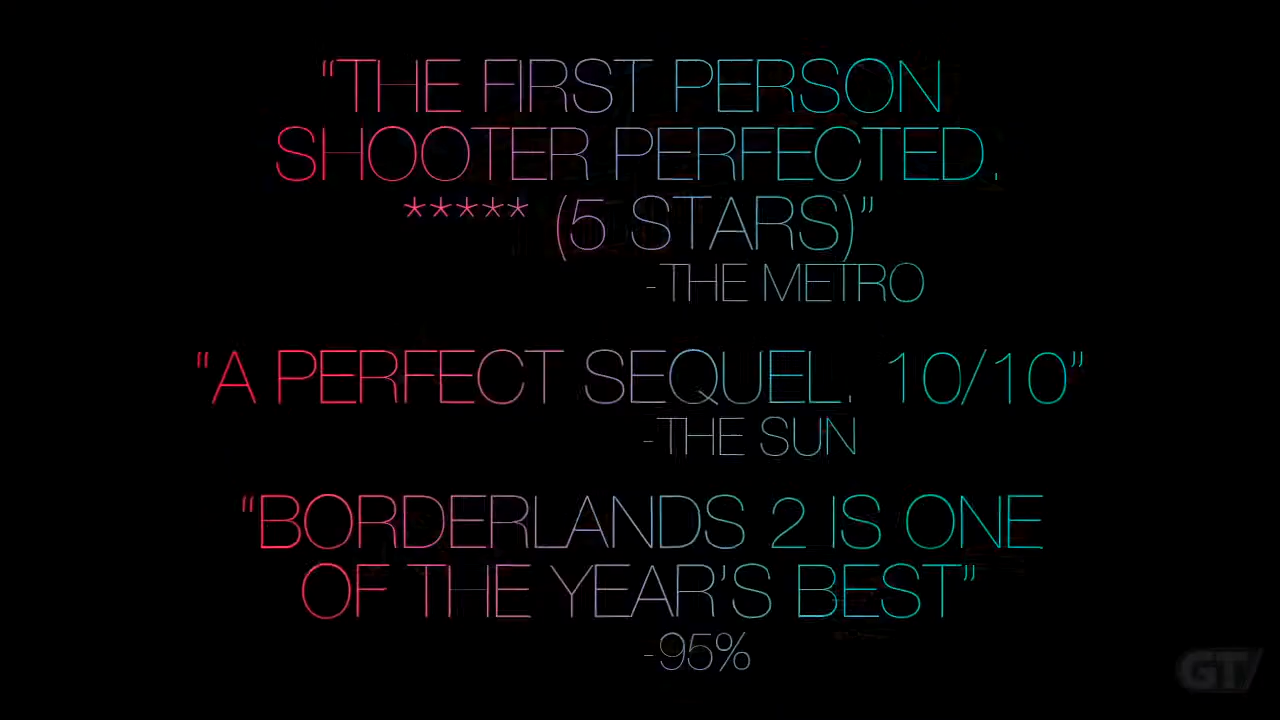 “THE FIRST PERSON
SHOOTER PERFECTED.
***** (5 STARS)”
-THE METRO
“A PERFECT SEQUEL. 10/10”
-THE SUN
“BORDERLANDS 2 IS ONE
OF THE YEAR’S BEST”
-95%
GT